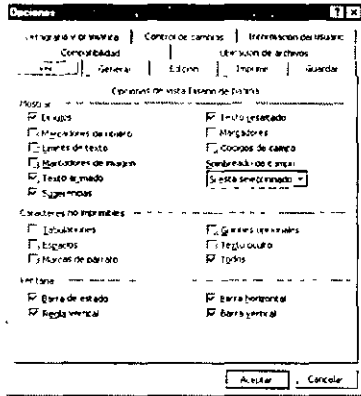 Opciones
Ortografía y gramática Control de cambios Información del usuario
Compatibilidad Ubicación de archivos
Ver General Edición Imprimir Guardar
Opciones de vista Diseño de página
Mostrar
Dibujos Texto resaltado
Marcadores de objeto Marcadores
Límites de texto Códigos de campo
Marcadores de imagen Sombreado de campo
Texto animado Si está seleccionado
Sugerencias
Caracteres no imprimibles
Tabulaciones Guiones opcionales
Espacios Texto oculto
Marcas de párrafo Todos
Ventana
Barra de estado Barra horizontal
Regla vertical Barra vertical
Aceptar Cancelar